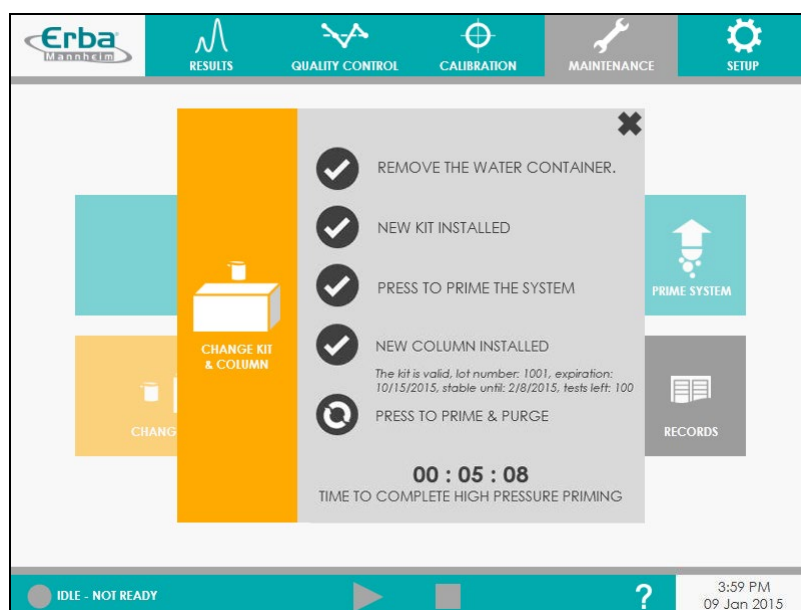 Erba
Mannheim
RESULTS
QUALITY CONTROL
CALIBRATION
MAINTENANCE
SETUP
REMOVE THE WATER CONTAINER.
NEW KIT INSTALLED
PRESS TO PRIME THE SYSTEM
PRIME SYSTEM
CHANGE KIT
& COLUMN
NEW COLUMN INSTALLED
The kit is valid, lot number: 1001, expiration:
10/15/2015, stable until: 2/8/2015, tests left: 100
PRESS TO PRIME & PURGE
CHANG
RECORDS
00 : 05 : 08
TIME TO COMPLETE HIGH PRESSURE PRIMING
IDLE - NOT READY
?
3:59 PM
09 Jan 2015